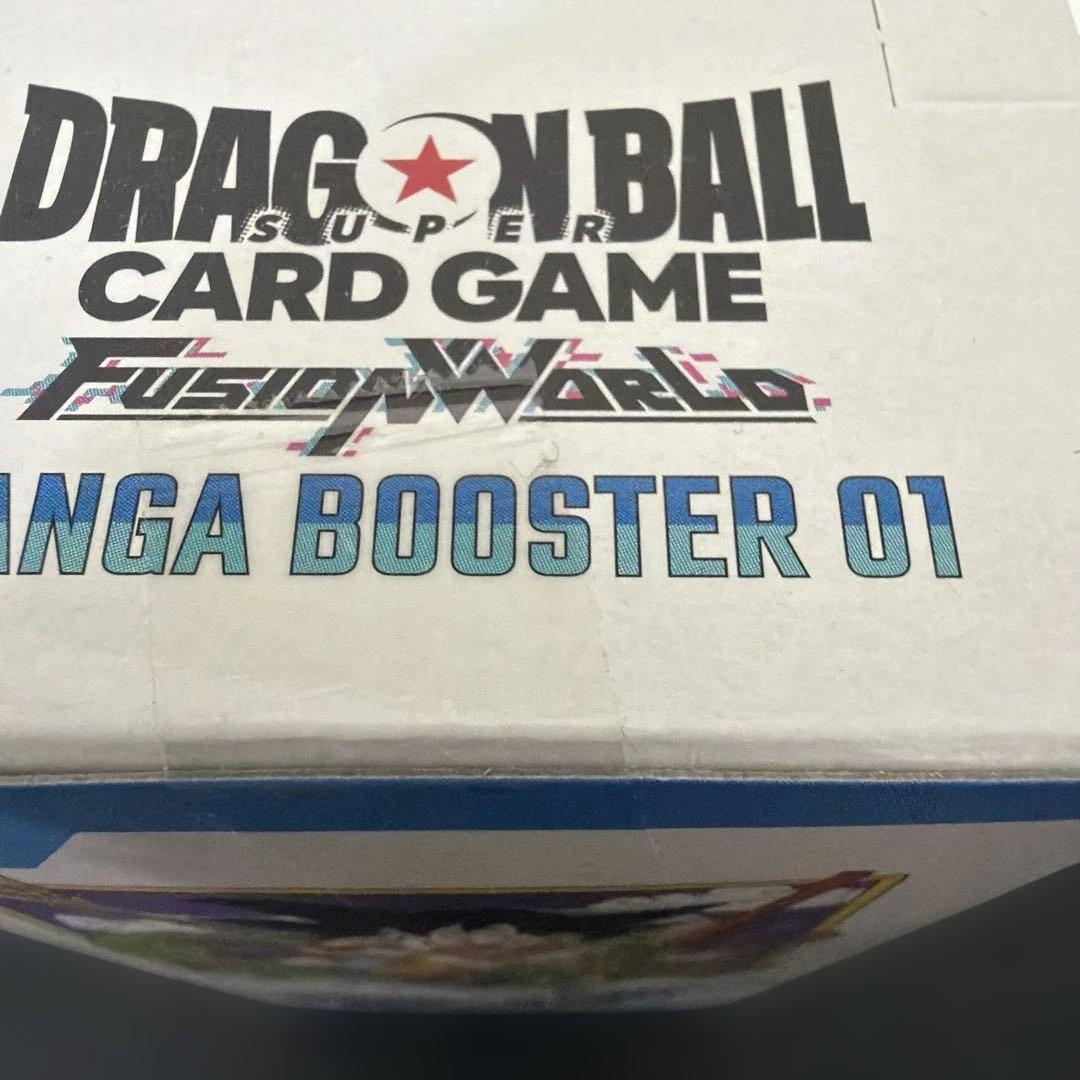 DRAGON BALL
SUPER
CARD GAME
FUSION WORLD
ANGA BOOSTER 01